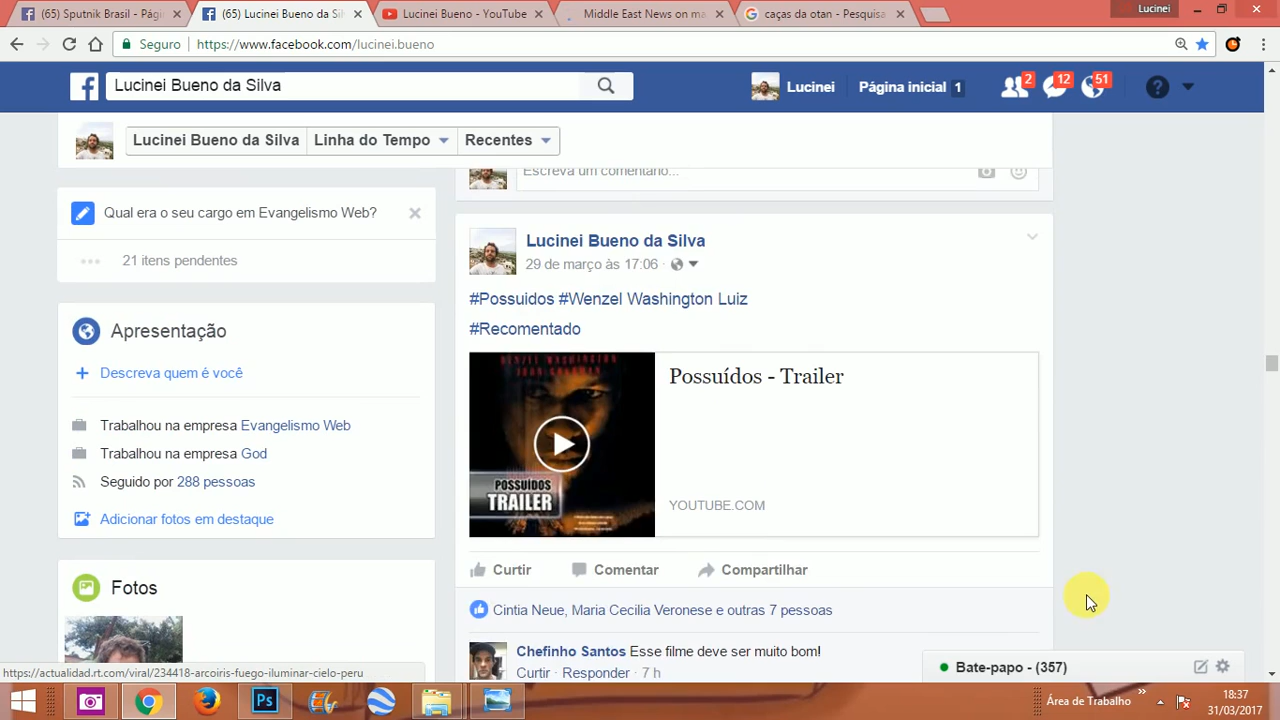 (65) Sputnik Brasil - Pági
(65) Lucinei Bueno da Sil
Lucinei Bueno - YouTube
Middle East News on ma
caças da otan - Pesquisa
Lucinei
Seguro
https://www.facebook.com/lucinei.bueno
Lucinei Bueno da Silva
Lucinei
Página inicial 1
2
12
51
?
Lucinei Bueno da Silva
Linha do Tempo
Recentes
Escreva um comentário...
Qual era o seu cargo em Evangelismo Web?
21 itens pendentes
Apresentação
Descreva quem é você
Trabalhou na empresa Evangelismo Web
Trabalhou na empresa God
Seguido por 288 pessoas
Adicionar fotos em destaque
Fotos
Lucinei Bueno da Silva
29 de março às 17:06
#Possuidos #Wenzel Washington Luiz
#Recomentado
DENZEL WASHINGTON
JOHN GOODMAN
POSSUÍDOS
TRAILER
Possuídos - Trailer
YOUTUBE.COM
Curtir
Comentar
Compartilhar
Cintia Neue, Maria Cecilia Veronese e outras 7 pessoas
Chefinho Santos Esse filme deve ser muito bom!
Curtir · Responder · 7 h
Bate-papo - (357)
https://actualidad.rt.com/viral/234418-arcoiris-fuego-iluminar-cielo-peru
Ps
Área de Trabalho
18:37
31/03/2017